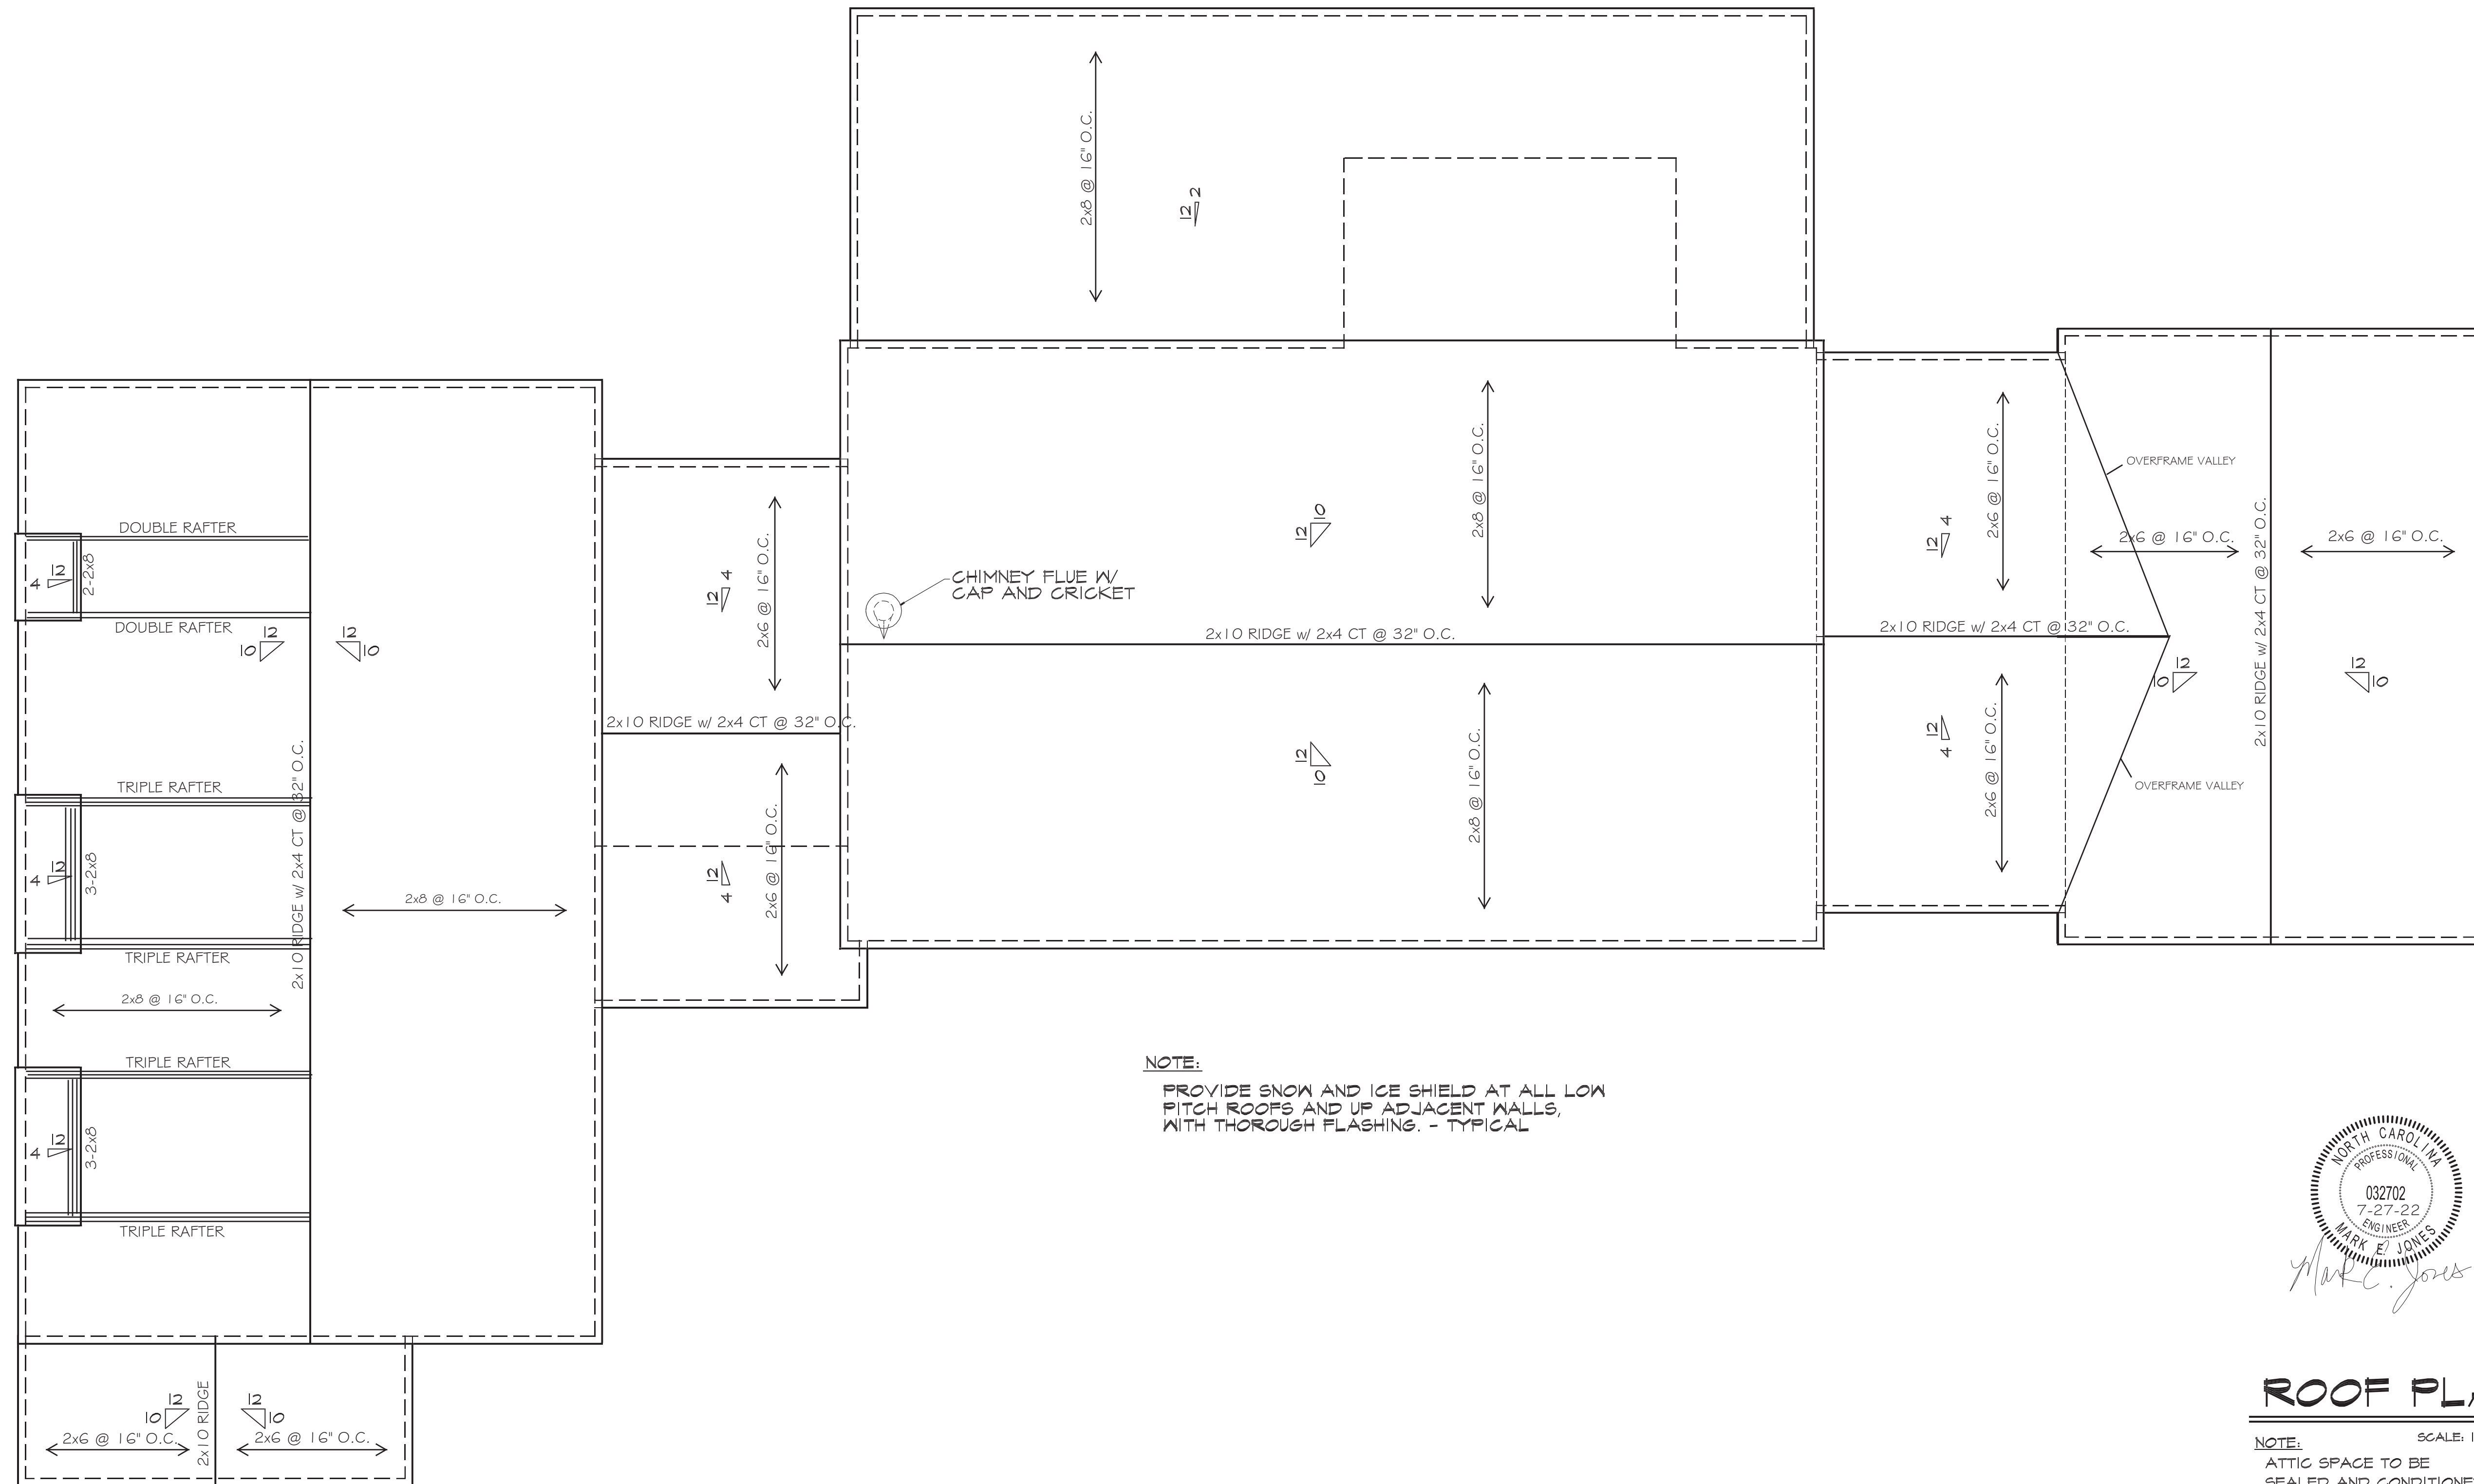 2x8 @ 16" O.C.
12
2
DOUBLE RAFTER
4
12
2-2x8
DOUBLE RAFTER
12
10
12
10
TRIPLE RAFTER
4
12
3-2x8
TRIPLE RAFTER
2x10 RIDGE w/ 2x4 CT @ 32" O.C.
2x8 @ 16" O.C.
2x8 @ 16" O.C.
TRIPLE RAFTER
4
12
3-2x8
TRIPLE RAFTER
12
10
12
10
2x6 @ 16" O.C.
2x10 RIDGE
2x6 @ 16" O.C.
12
4
2x6 @ 16" O.C.
2x10 RIDGE w/ 2x4 CT @ 32" O.C.
12
4
2x6 @ 16" O.C.
CHIMNEY FLUE W/
CAP AND CRICKET
12
10
2x8 @ 16" O.C.
2x10 RIDGE w/ 2x4 CT @ 32" O.C.
12
10
2x8 @ 16" O.C.
12
4
2x6 @ 16" O.C.
2x10 RIDGE w/ 2x4 CT @ 32" O.C.
12
4
2x6 @ 16" O.C.
OVERFRAME VALLEY
2x6 @ 16" O.C.
2x10 RIDGE w/ 2x4 CT @ 32" O.C.
2x6 @ 16" O.C.
12
10
12
10
OVERFRAME VALLEY
NOTE:
PROVIDE SNOW AND ICE SHIELD AT ALL LOW
PITCH ROOFS AND UP ADJACENT WALLS,
WITH THOROUGH FLASHING. - TYPICAL
NORTH CAROLINA
PROFESSIONAL
032702
7-27-22
ENGINEER
MARK E. JONES
Mark E. Jones
ROOF
SCALE:
NOTE:
ATTIC SPACE TO BE
SEALED AND